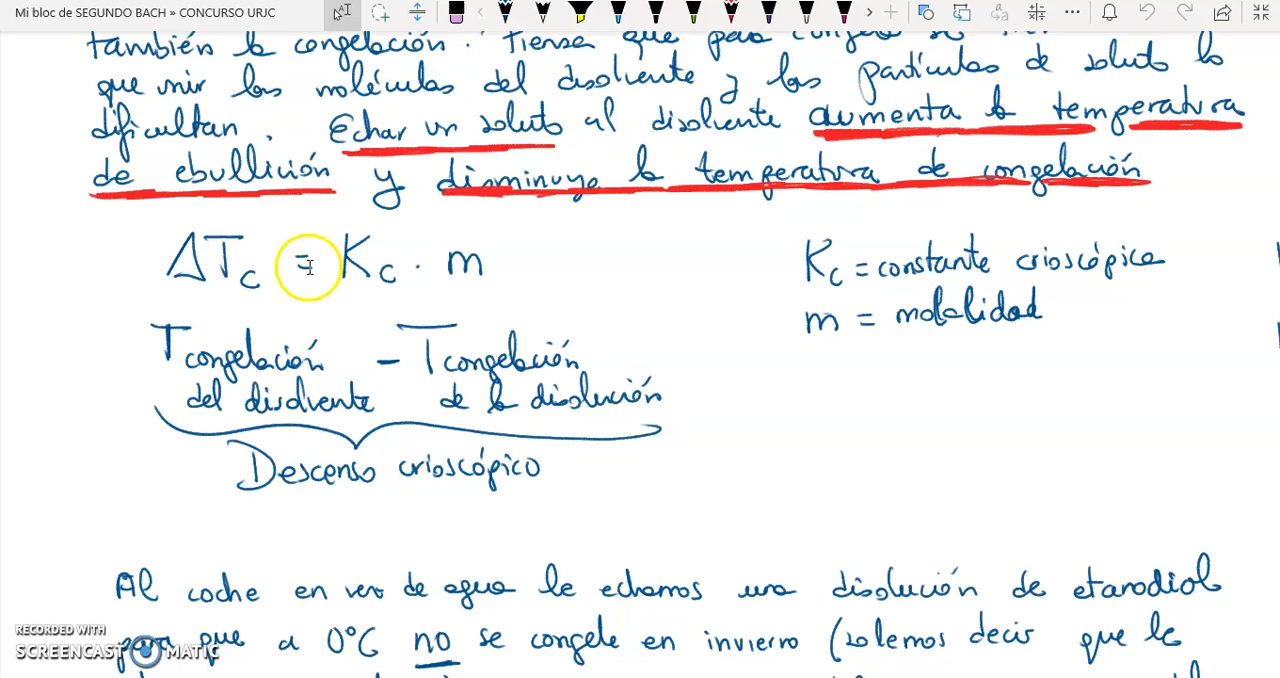 Mi bloc de SEGUNDO BACH » CONCURSO URJC
también la congelación. Piensa que para
que unir las moléculas del disolvente y las partículas de soluto lo
dificultan. Echar un soluto al disolvente aumenta la temperatura
de ebullición y disminuye la temperatura de congelación
ΔTc = Kc · m
Kc = constante crioscópica
m = molalidad
Tcongelación del disolvente - Tcongelación de la disolución
Descenso crioscópico
Al coche en vez de agua le echamos una disolución de etanodiol
para que a 0ºC no se congele en invierno (solemos decir que le
RECORDED WITH
SCREENCAST MATIC